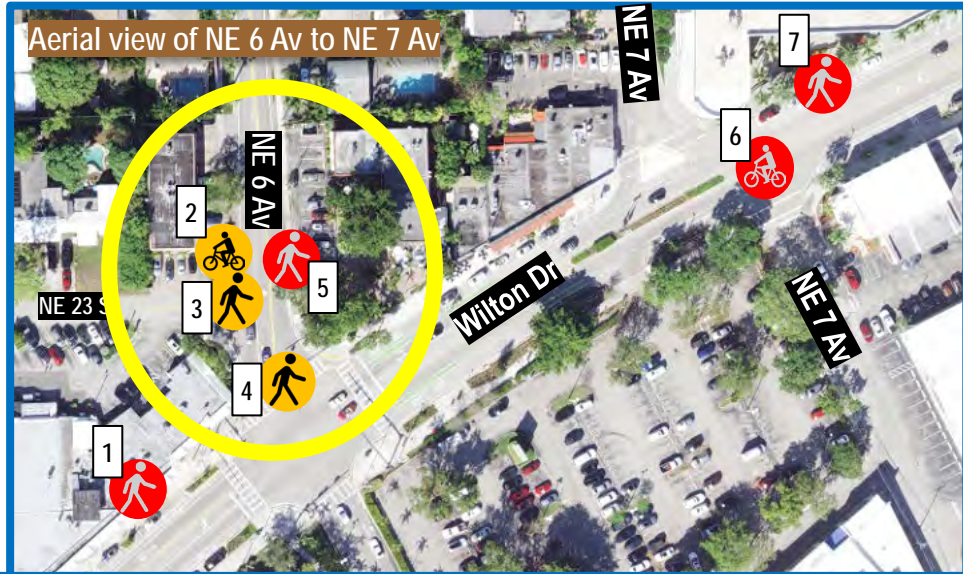 Aerial view of NE 6 Av to NE 7 Av
NE 7 Av
7
6
NE 6 Av
2
5
3
NE 23 S
Wilton Dr
NE 7 Av
4
1